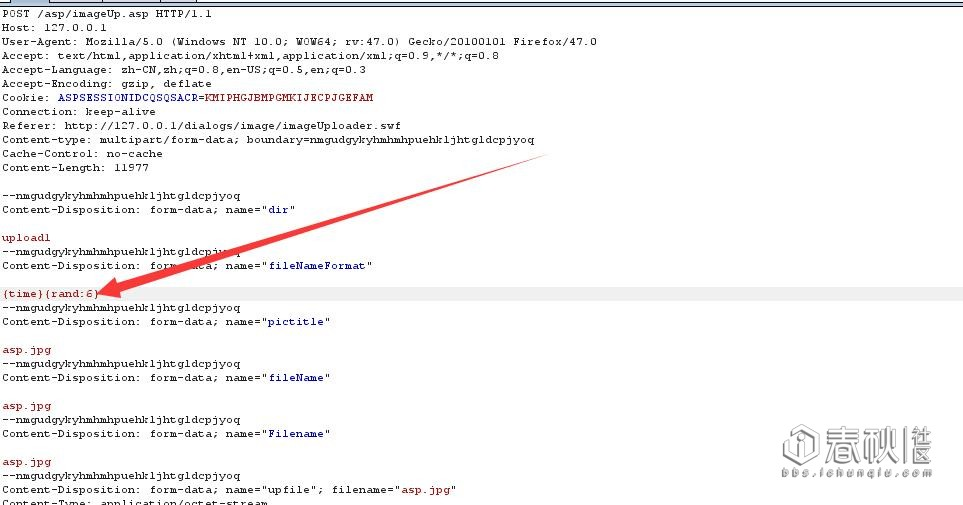 POST /asp/imageUp.asp HTTP/1.1
Host: 127.0.0.1
User-Agent: Mozilla/5.0 (Windows NT 10.0; WOW64; rv:47.0) Gecko/20100101 Firefox/47.0
Accept: text/html,application/xhtml+xml,application/xml;q=0.9,*/*;q=0.8
Accept-Language: zh-CN,zh;q=0.8,en-US;q=0.5,en;q=0.3
Accept-Encoding: gzip, deflate
Cookie: ASPSESSIONIDCQSQSACR=KMIPHGJBMPGMKIJECPJGEFAM
Connection: keep-alive
Referer: http://127.0.0.1/dialogs/image/imageUploader.swf
Content-type: multipart/form-data; boundary=nmgudgykyhmhmhpuehkljhtgldcpjyoq
Cache-Control: no-cache
Content-Length: 11977
--nmgudgykyhmhmhpuehkljhtgldcpjyoq
Content-Disposition: form-data; name="dir"
upload1
--nmgudgykyhmhmhpuehkljhtgldcpjyoq
Content-Disposition: form-data; name="fileNameFormat"
{time}{rand:6}
--nmgudgykyhmhmhpuehkljhtgldcpjyoq
Content-Disposition: form-data; name="pictitle"
asp.jpg
--nmgudgykyhmhmhpuehkljhtgldcpjyoq
Content-Disposition: form-data; name="fileName"
asp.jpg
--nmgudgykyhmhmhpuehkljhtgldcpjyoq
Content-Disposition: form-data; name="Filename"
asp.jpg
--nmgudgykyhmhmhpuehkljhtgldcpjyoq
Content-Disposition: form-data; name="upfile"; filename="asp.jpg"
Content-Type: application/octet-stream
春秋社区
bbs.ichunqiu.com